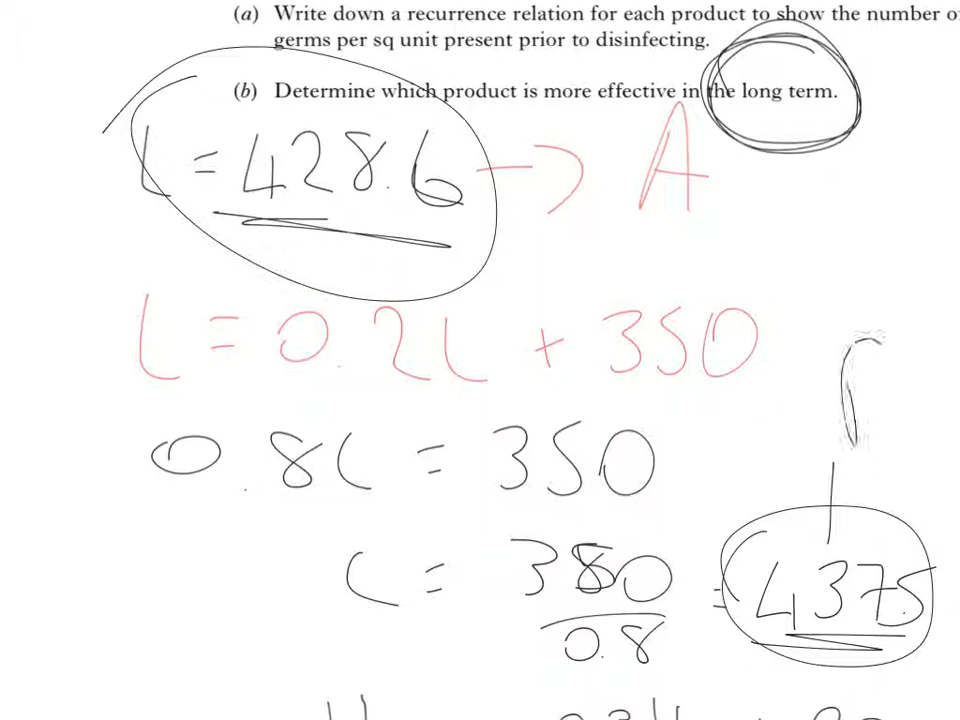 (a) Write down a recurrence relation for each product to show the number o
germs per sq unit present prior to disinfecting.
(b) Determine which product is more effective in the long term.
L = 428.6 → A
L = 0.2L + 350
0.8L = 350
L = 350
0.8
= 437.5